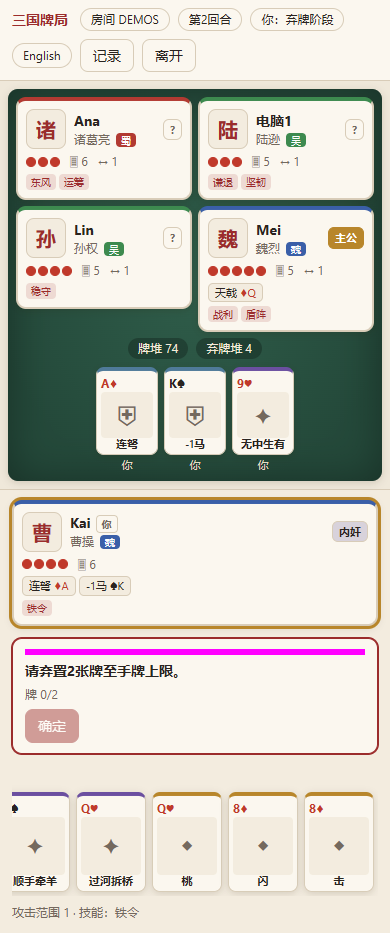 三国牌局 房间 DEMOS 第2回合 你: 弃牌阶段
English 记录 离开
诸 Ana ?
诸葛亮 蜀
6 ↔ 1
东风 运筹
陆 电脑1 ?
陆逊 吴
5 ↔ 1
谦退 坚韧
孙 Lin ?
孙权 吴
5 ↔ 1
稳守
魏 Mei 主公
魏烈 魏
5 ↔ 1
天戟 ♦Q
战利 盾阵
牌堆 74 弃牌堆 4
A♦ K♠ 9♥
连弩 -1马 无中生有
你 你 你
曹 Kai 你 内奸
曹操 魏
6
连弩 ♦A -1马 ♠K
铁令
请弃置2张牌至手牌上限。
牌 0/2
确定
♠ Q♥ Q♥ 8♦ 8♦
顺手牵羊 过河拆桥 桃 闪 击
攻击范围 1 · 技能: 铁令